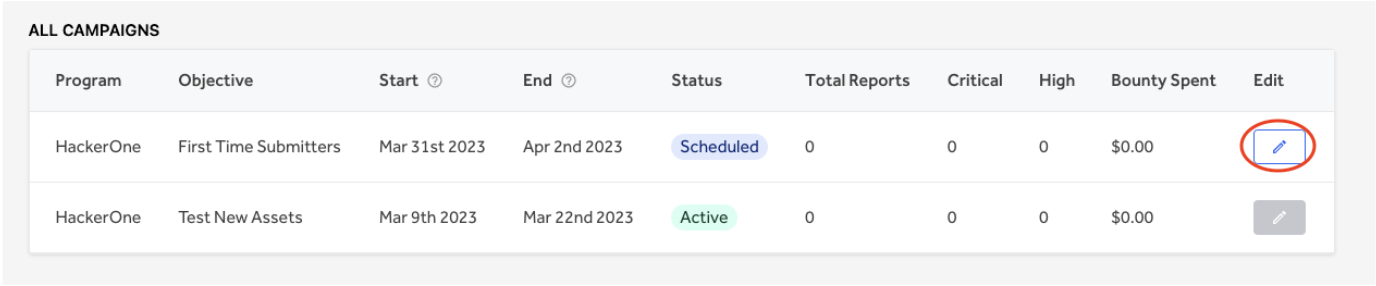 ALL CAMPAIGNS
Program Objective Start End Status Total Reports Critical High Bounty Spent Edit
HackerOne First Time Submitters Mar 31st 2023 Apr 2nd 2023 Scheduled 0 0 0 $0.00
HackerOne Test New Assets Mar 9th 2023 Mar 22nd 2023 Active 0 0 0 $0.00